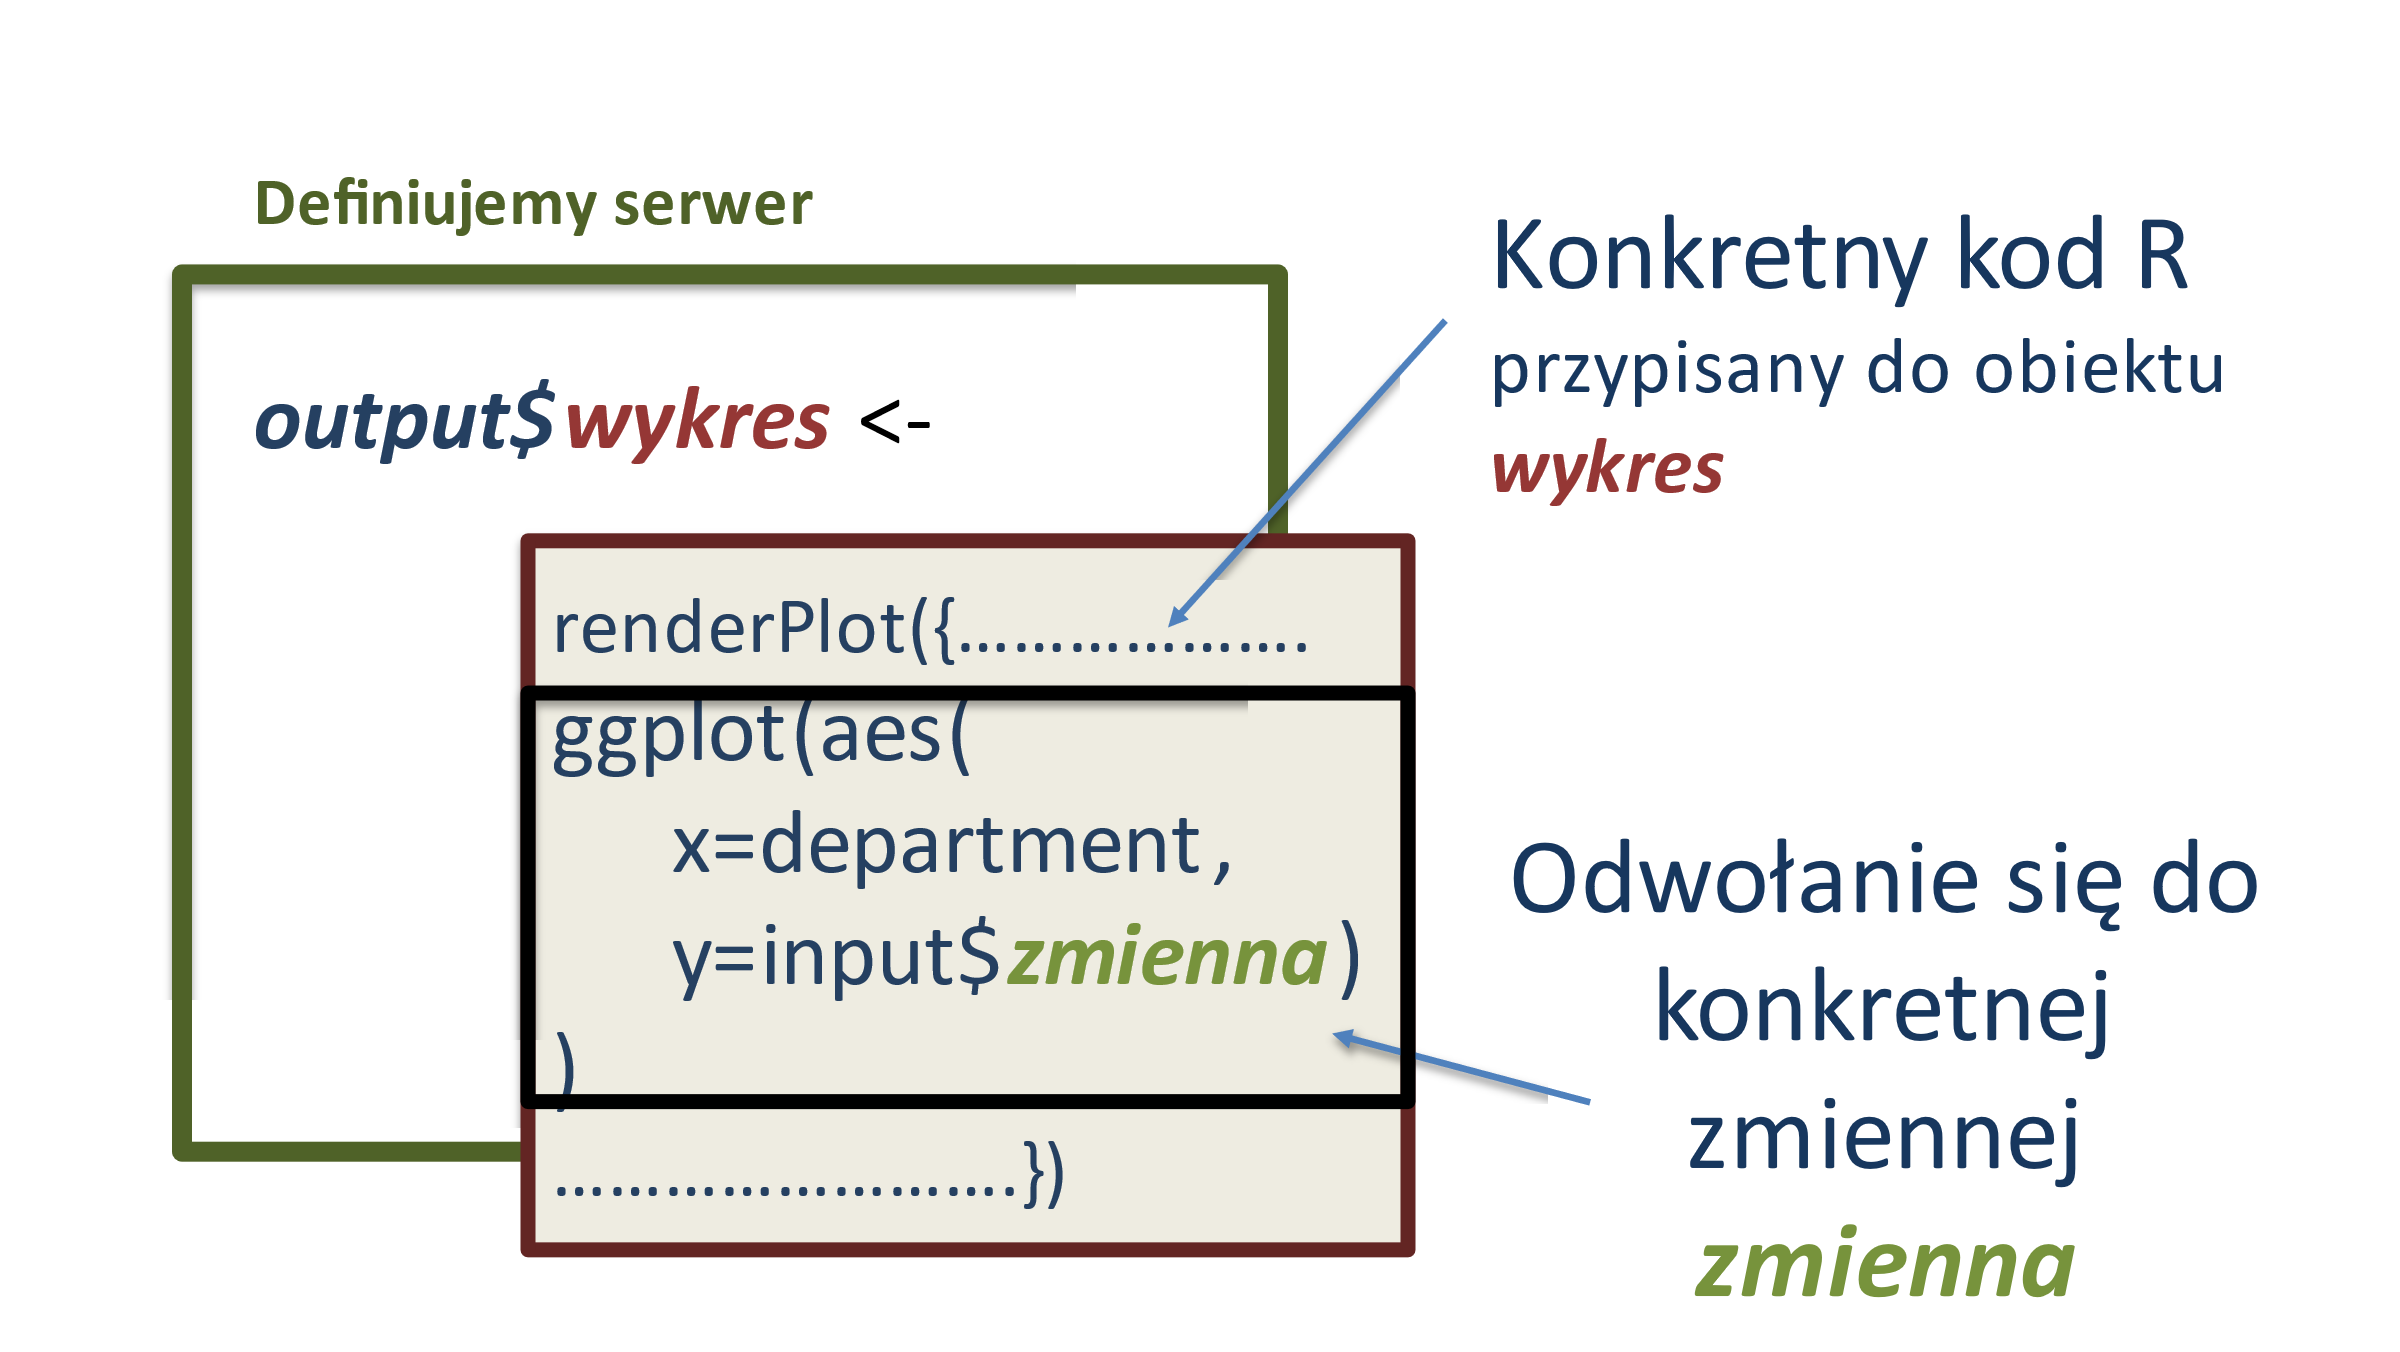 Definiujemy serwer
output$wykres <-
renderPlot({...................
ggplot(aes(
x=department,
y=input$zmienna)
)
.........................})
Konkretny kod R
przypisany do obiektu
wykres
Odwołanie się do
konkretnej
zmiennej
zmienna